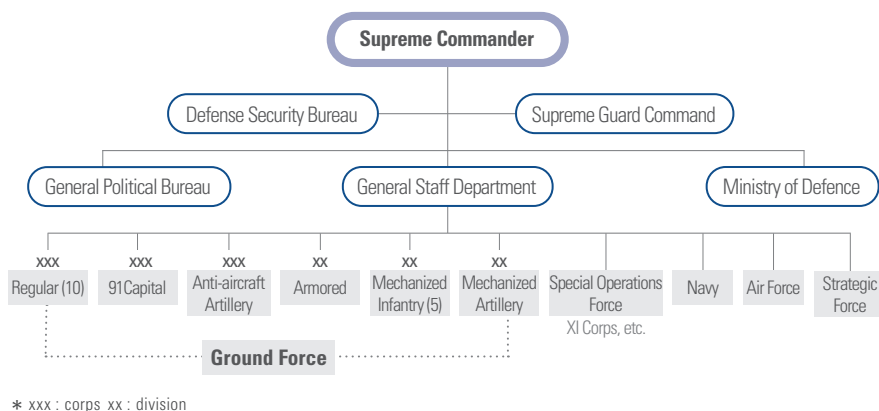 Supreme Commander
Defense Security Bureau
Supreme Guard Command
General Political Bureau
General Staff Department
Ministry of Defence
xxx
xxx
xxx
xx
xx
xx
Regular (10)
91Capital
Anti-aircraft
Artillery
Armored
Mechanized
Infantry (5)
Mechanized
Artillery
Special Operations
Force
XI Corps, etc.
Navy
Air Force
Strategic
Force
Ground Force
* xxx : corps xx : division